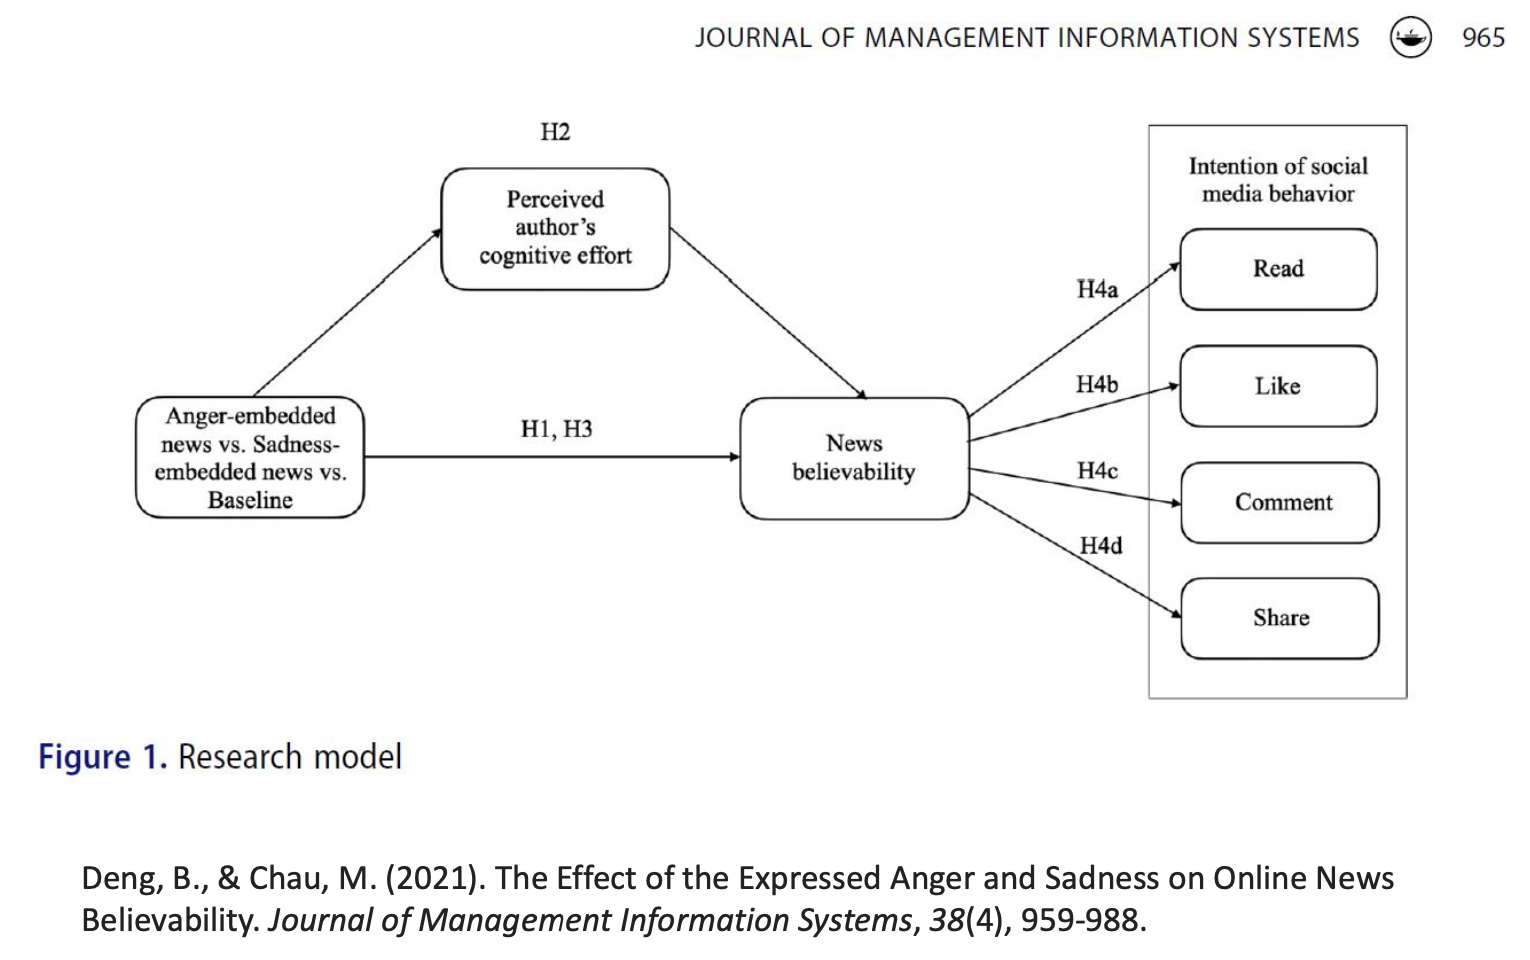 JOURNAL OF MANAGEMENT INFORMATION SYSTEMS 965
H2
Perceived
author's
cognitive effort
Anger-embedded
news vs. Sadness-
embedded news vs.
Baseline
H1, H3
News
believability
H4a
H4b
H4c
H4d
Intention of social
media behavior
Read
Like
Comment
Share
Figure 1. Research model
Deng, B., & Chau, M. (2021). The Effect of the Expressed Anger and Sadness on Online News
Believability. Journal of Management Information Systems, 38(4), 959-988.